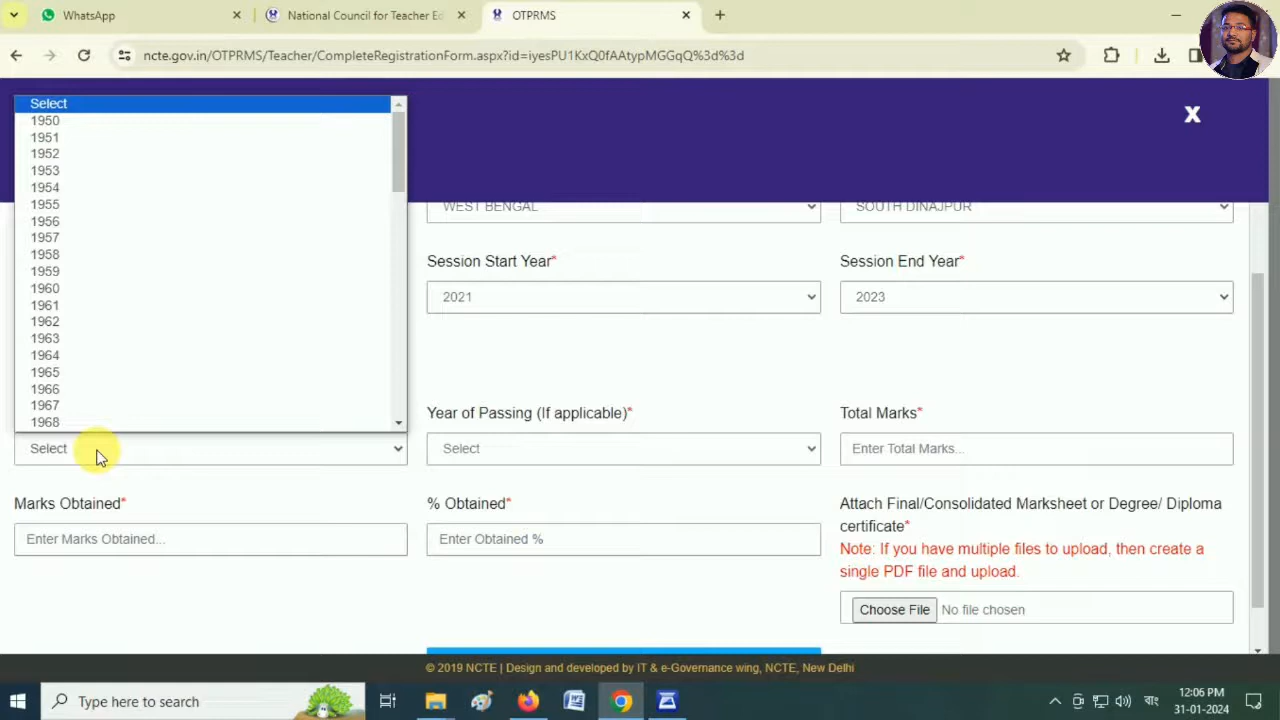 WhatsApp
National Council for Teacher Ed
OTPRMS
ncte.gov.in/OTPRMS/Teacher/CompleteRegistrationForm.aspx?id=iyesPU1KxQ0fAAtypMGGqQ%3d%3d
X
Select
1950
1951
1952
1953
1954
1955
1956
1957
1958
1959
1960
1961
1962
1963
1964
1965
1966
1967
1968
WEST BENGAL
SOUTH DINAJPUR
Session Start Year*
Session End Year*
2021
2023
Year of Passing (If applicable)*
Total Marks*
Select
Select
Enter Total Marks...
Marks Obtained*
% Obtained*
Attach Final/Consolidated Marksheet or Degree/ Diploma
certificate*
Enter Marks Obtained...
Enter Obtained %
Note: If you have multiple files to upload, then create a
single PDF file and upload.
Choose File No file chosen
© 2019 NCTE | Design and developed by IT & e-Governance wing, NCTE, New Delhi
Type here to search
বাং
12:06 PM
31-01-2024